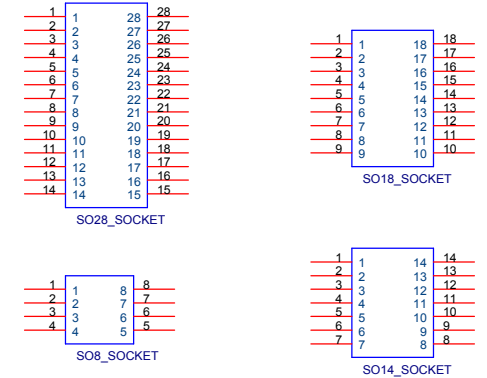 1 1 28 28
2 2 27 27
3 3 26 26
4 4 25 25
5 5 24 24
6 6 23 23
7 7 22 22
8 8 21 21
9 9 20 20
10 10 19 19
11 11 18 18
12 12 17 17
13 13 16 16
14 14 15 15
SO28_SOCKET
1 1 18 18
2 2 17 17
3 3 16 16
4 4 15 15
5 5 14 14
6 6 13 13
7 7 12 12
8 8 11 11
9 9 10 10
SO18_SOCKET
1 1 8 8
2 2 7 7
3 3 6 6
4 4 5 5
SO8_SOCKET
1 1 14 14
2 2 13 13
3 3 12 12
4 4 11 11
5 5 10 10
6 6 9 9
7 7 8 8
SO14_SOCKET